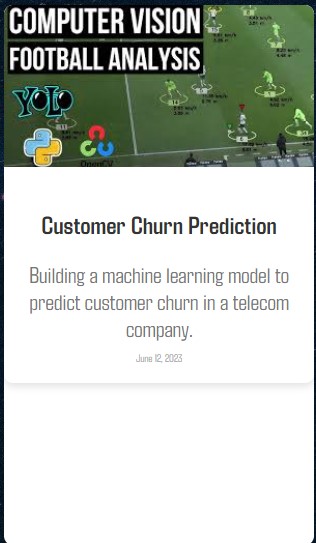 COMPUTER VISION
FOOTBALL ANALYSIS
YOLO
OpenCV
Customer Churn Prediction
Building a machine learning model to
predict customer churn in a telecom
company.
June 12, 2023